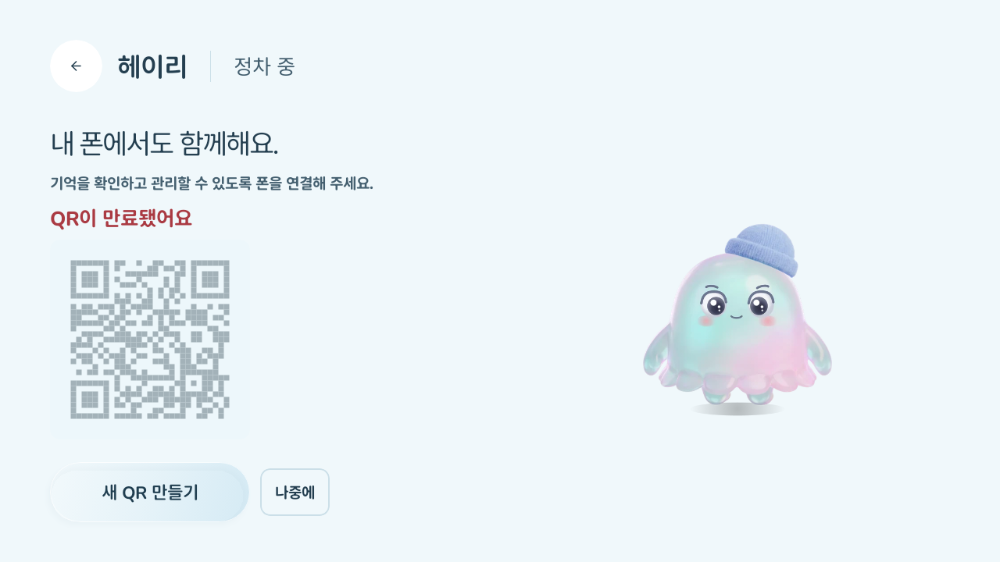 헤이리
정차 중
내 폰에서도 함께해요.
기억을 확인하고 관리할 수 있도록 폰을 연결해 주세요.
QR이 만료됐어요
새 QR 만들기
나중에